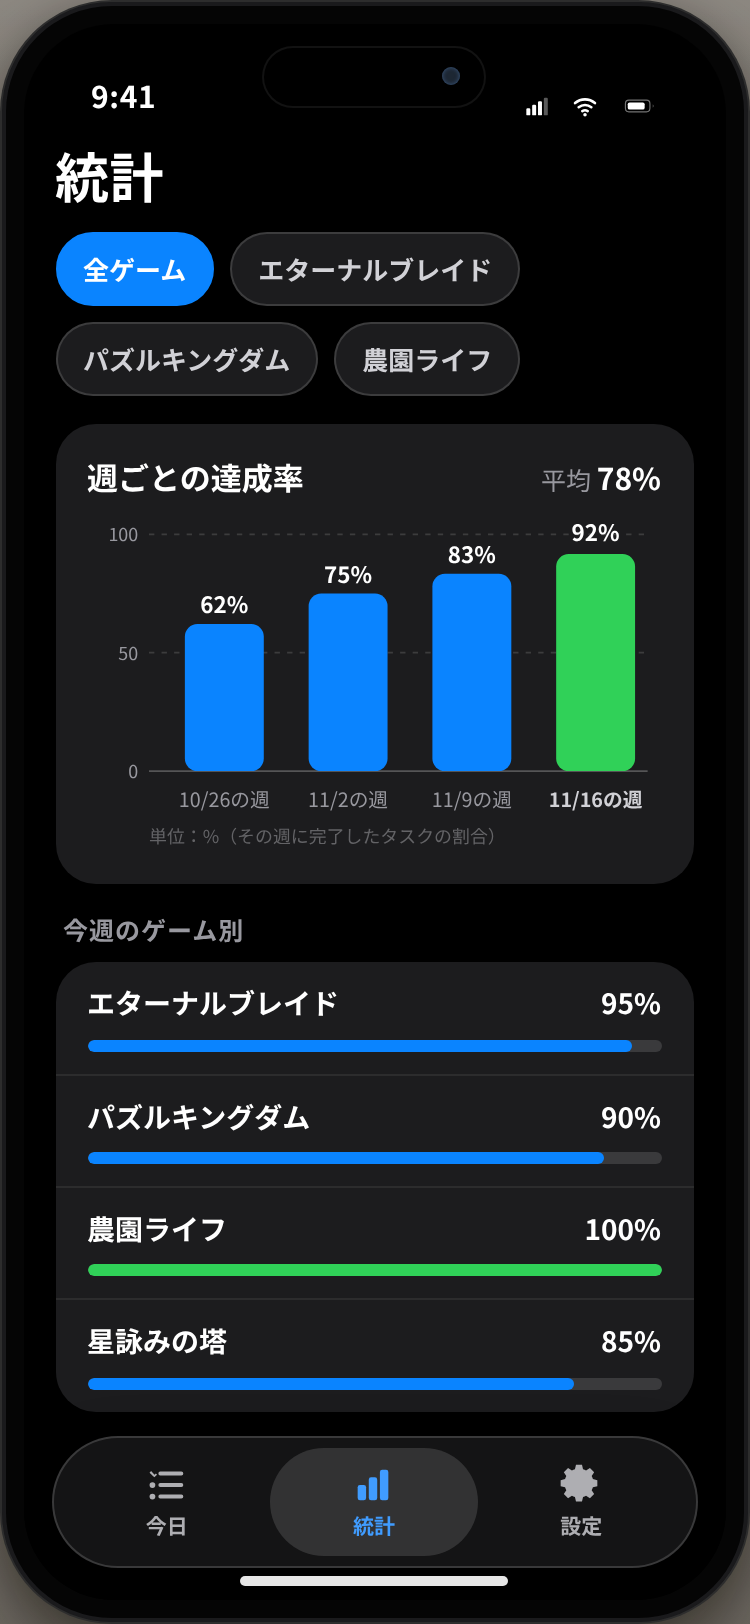 9:41
統計
全ゲーム
エターナルブレイド
パズルキングダム
農園ライフ
週ごとの達成率
平均 78%
100
50
0
62%
75%
83%
92%
10/26の週
11/2の週
11/9の週
11/16の週
単位：%（その週に完了したタスクの割合）
今週のゲーム別
エターナルブレイド
95%
パズルキングダム
90%
農園ライフ
100%
星詠みの塔
85%
今日
統計
設定